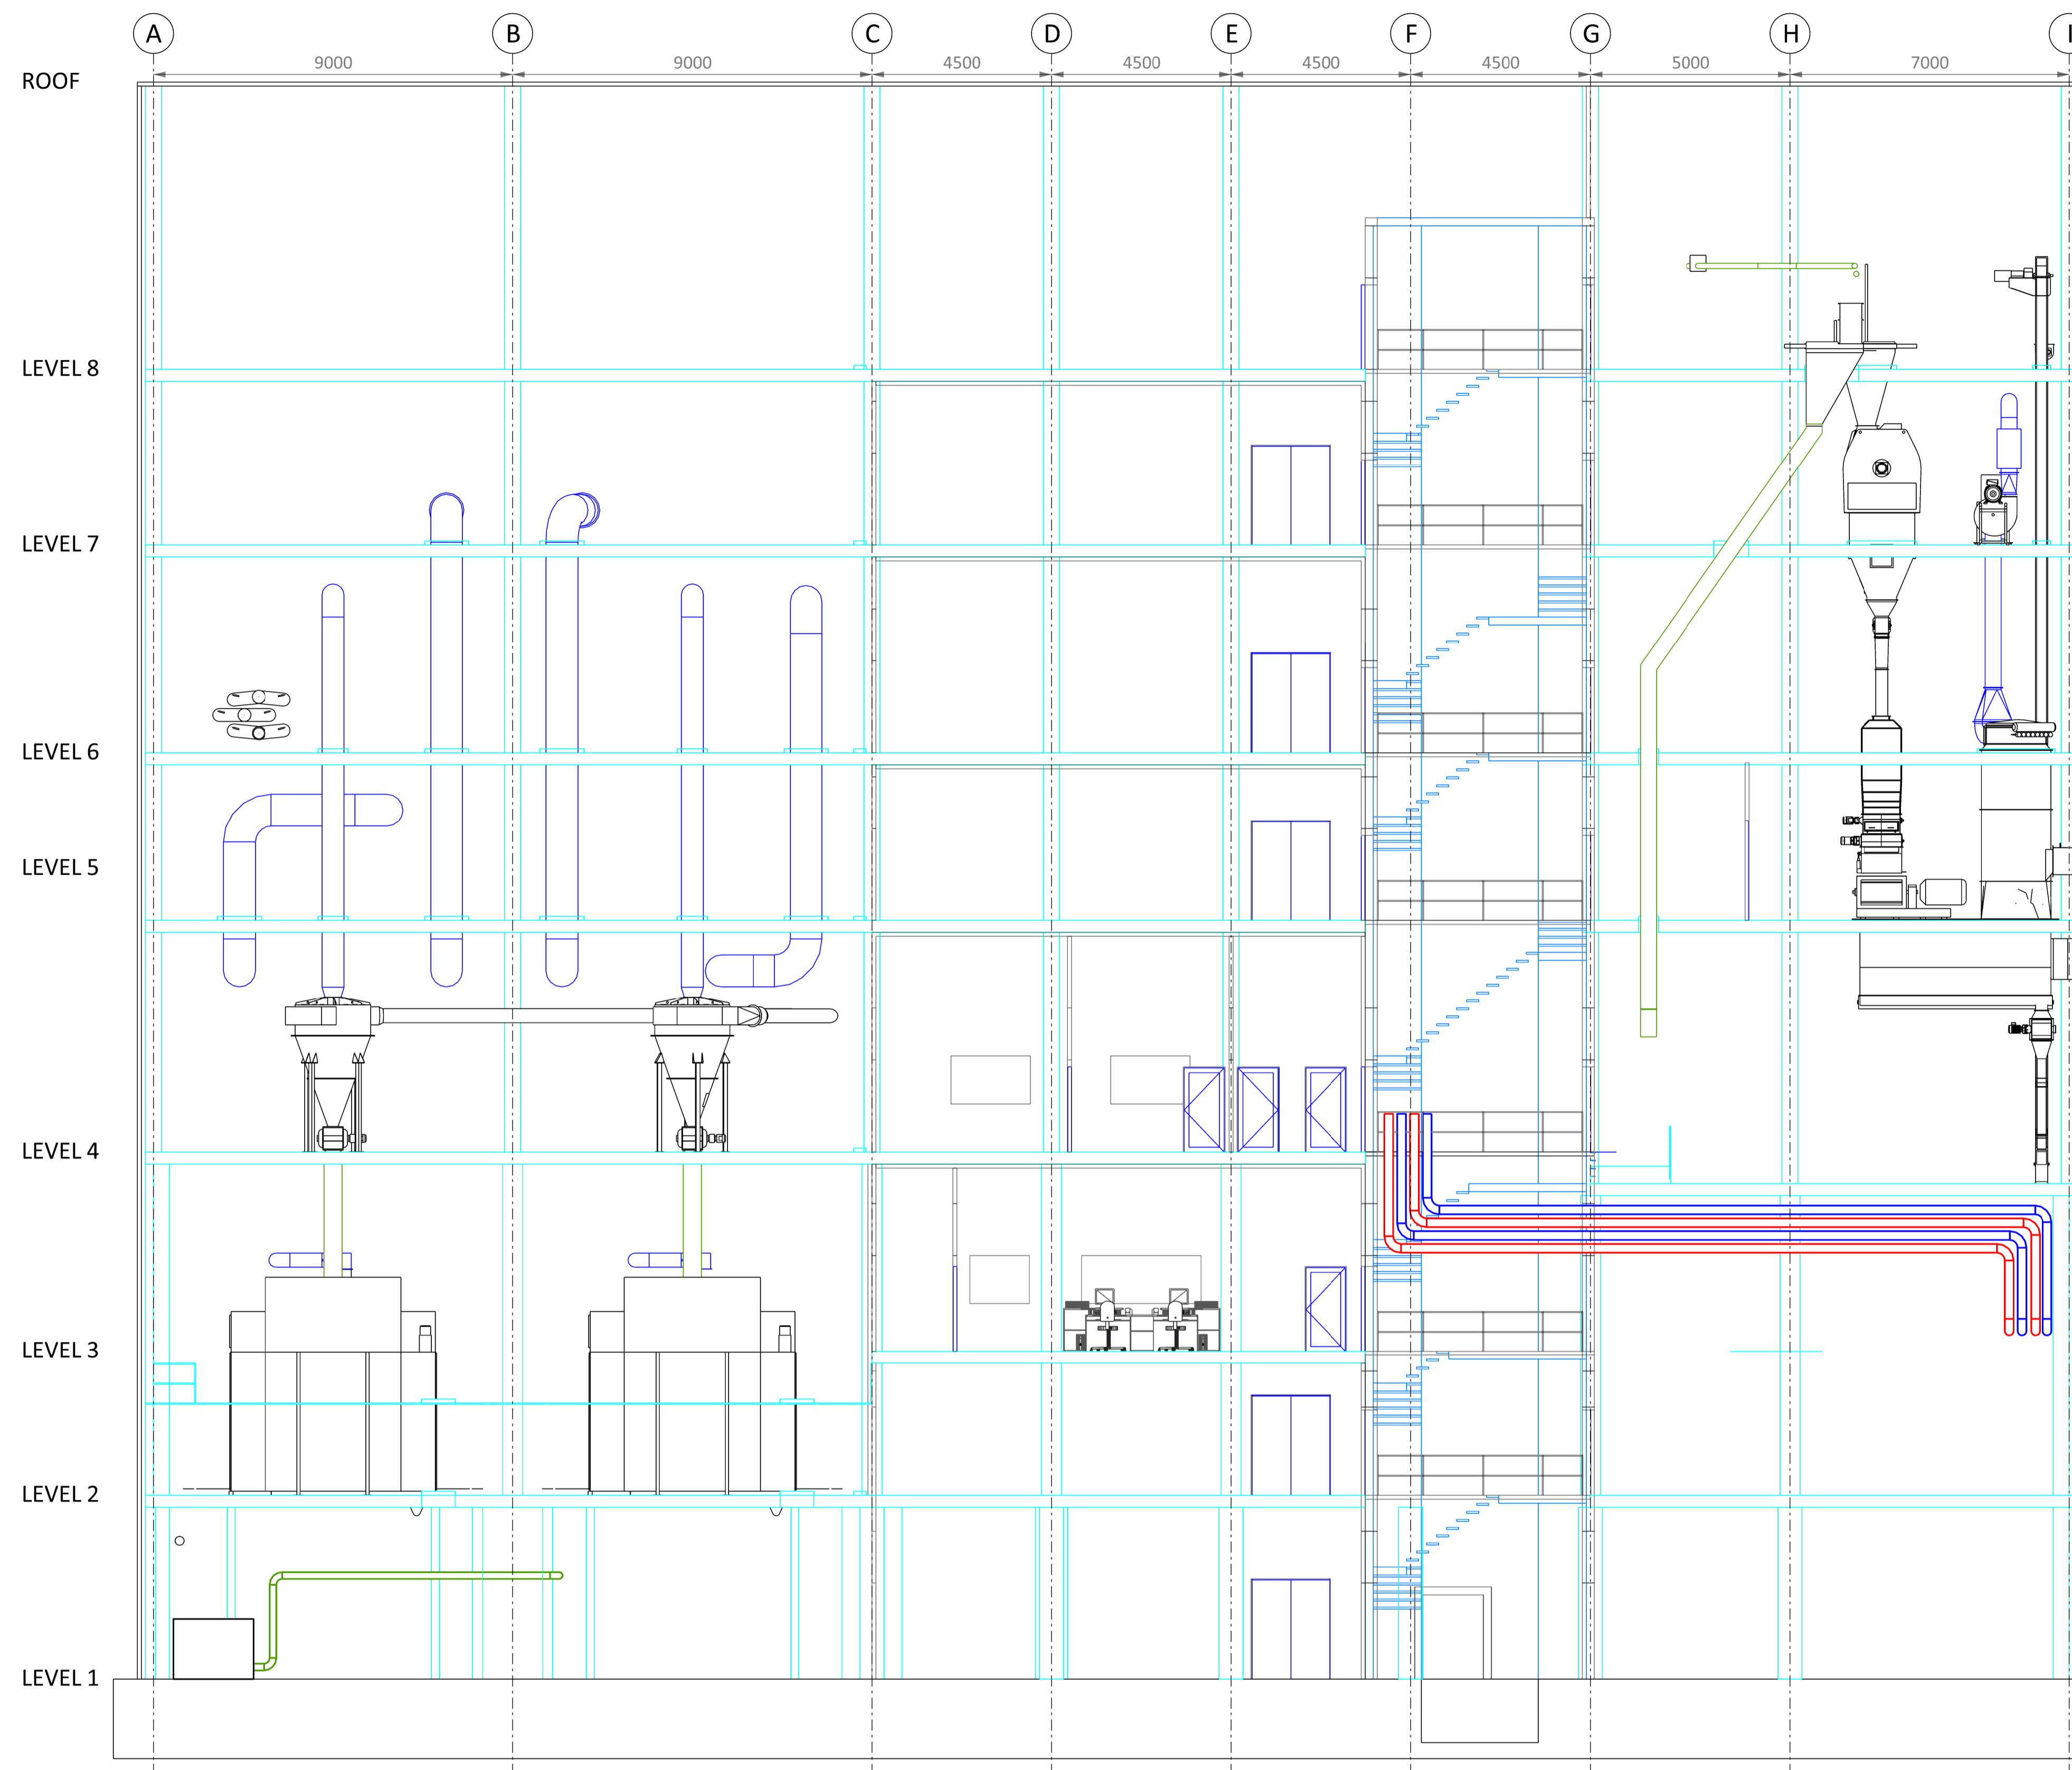 A B C D E F G H I
9000 9000 4500 4500 4500 4500 5000 7000
ROOF
LEVEL 8
LEVEL 7
LEVEL 6
LEVEL 5
LEVEL 4
LEVEL 3
LEVEL 2
LEVEL 1